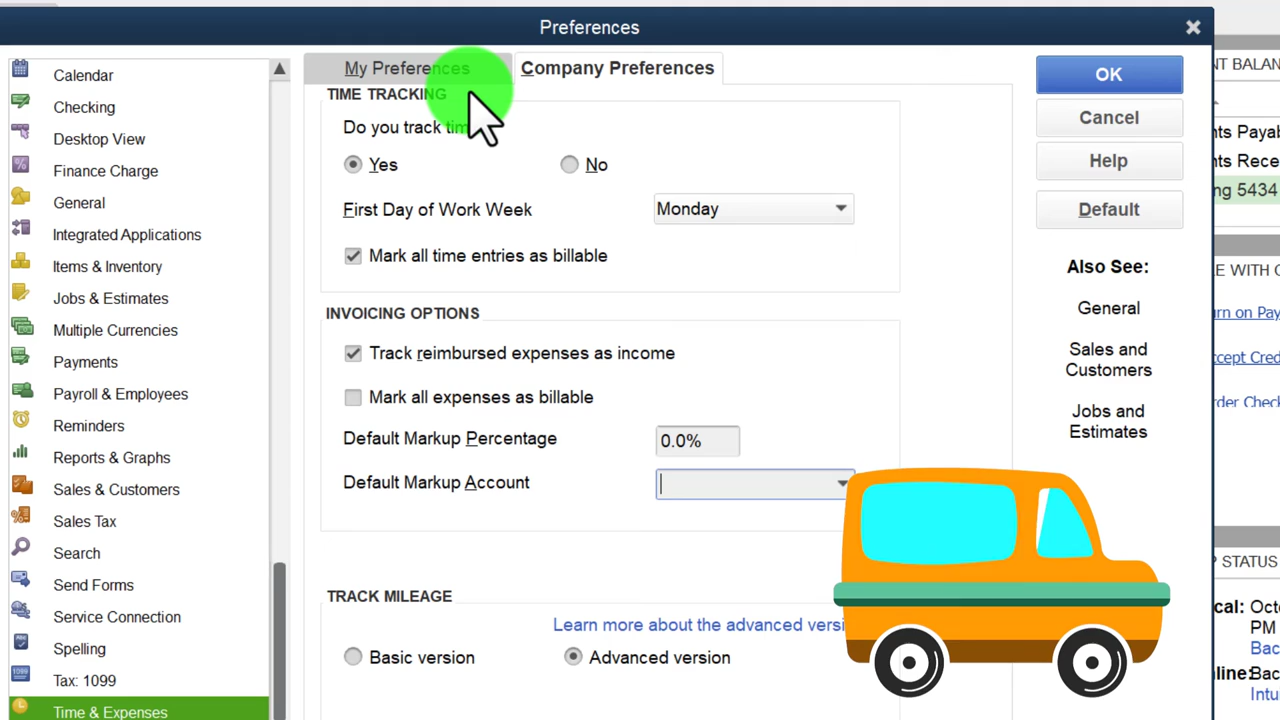 Preferences
My Preferences
Company Preferences
Calendar
Checking
Desktop View
Finance Charge
General
Integrated Applications
Items & Inventory
Jobs & Estimates
Multiple Currencies
Payments
Payroll & Employees
Reminders
Reports & Graphs
Sales & Customers
Sales Tax
Search
Send Forms
Service Connection
Spelling
Tax: 1099
Time & Expenses
TIME TRACKING
Do you track
Yes No
First Day of Work Week Monday
Mark all time entries as billable
INVOICING OPTIONS
Track reimbursed expenses as income
Mark all expenses as billable
Default Markup Percentage 0.0%
Default Markup Account
TRACK MILEAGE
Learn more about the advanced
Basic version Advanced version
OK
Cancel
Help
Default
Also See:
General
Sales and
Customers
Jobs and
Estimates
5434
STATUS
PM